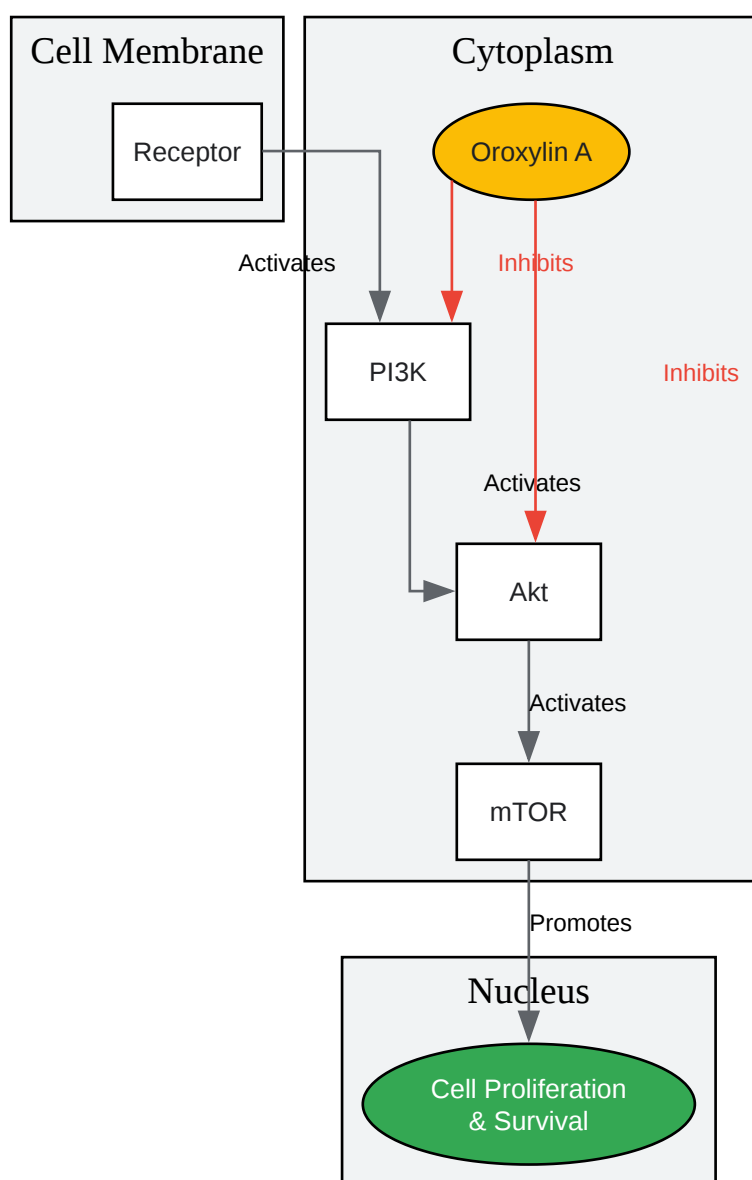 Cell Membrane
Cytoplasm
Receptor
Oroxylin A
Activates
Inhibits
PI3K
Inhibits
Activates
Akt
Activates
mTOR
Promotes
Nucleus
Cell Proliferation
& Survival